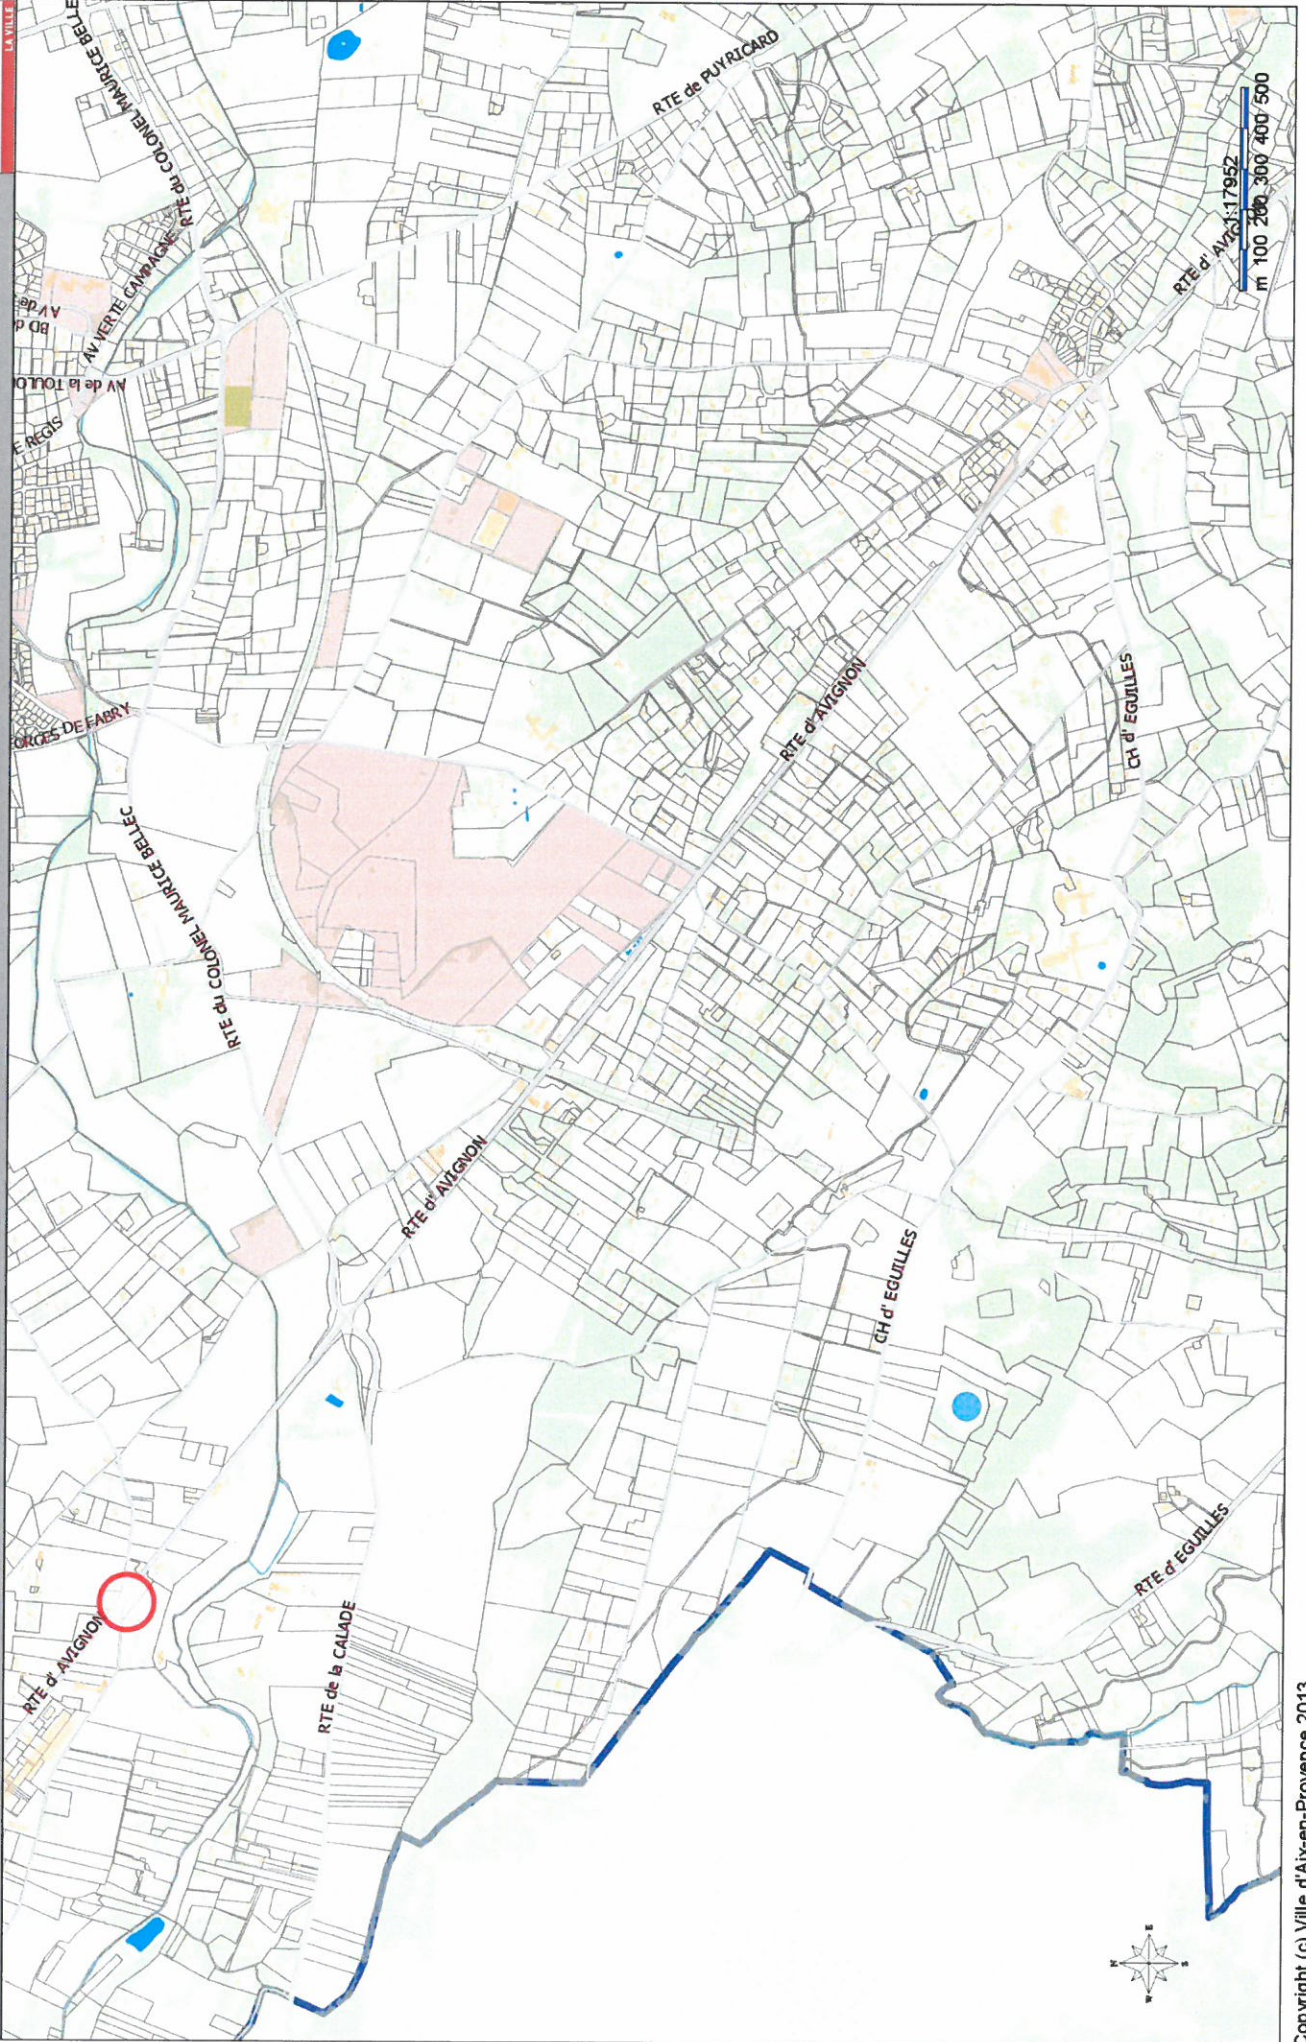 LA VILLE
MAURICE BELLE
RTE du COLONEL
AV VERTE CAMPAGNE
BD de
AV de
AV de la TOULOU
E REGIS
ORGES DE FABRY
RTE du COLONEL MAURICE BELLEC
RTE d' AVIGNON
RTE de la CALADE
RTE d' AVIGNON
RTE d' AVIGNON
RTE de PUYRICARD
CH d' EGUILLES
CH d' EGUILLES
RTE d' EGUILLES
RTE d' AVIG
1:17952
m 100 200 300 400 500
N
E
S
W
Copyright (c) Ville d'Aix-en-Provence 2013